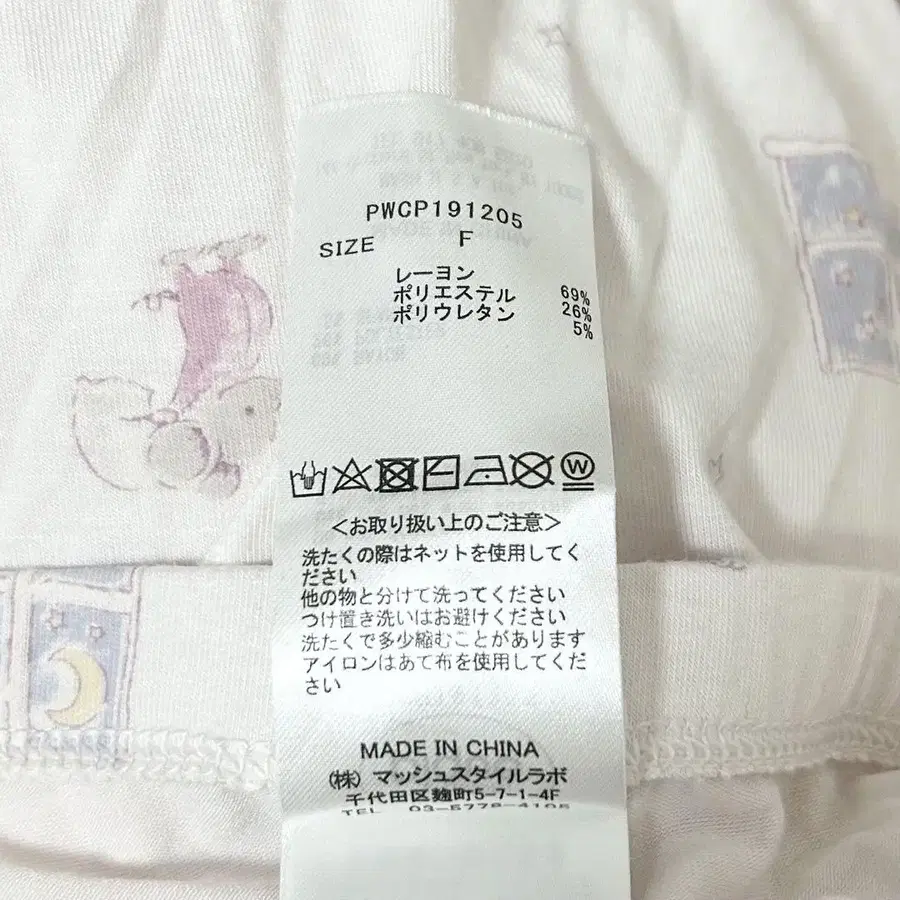 PWCP191205
SIZE F
レーヨン 69%
ポリエステル 26%
ポリウレタン 5%
W
<お取り扱い上のご注意>
洗たくの際はネットを使用してく
ださい
他の物と分けて洗ってください
つけ置き洗いはお避けください
洗たくで多少縮むことがあります
アイロンはあて布を使用してくだ
さい
MADE IN CHINA
(株) マッシュスタイルラボ
千代田区麹町5-7-1-4F
TEL 03-5778-4105